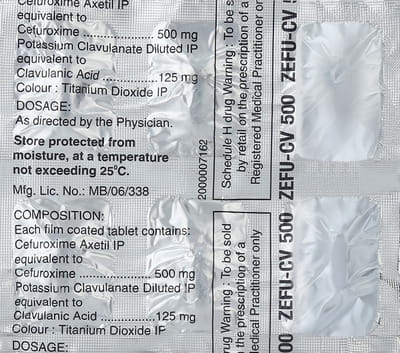 Cefuroxime Axetil IP
equivalent to
Cefuroxime .................... 500 mg
Potassium Clavulanate Diluted IP
equivalent to
Clavulanic Acid ................125 mg
Colour : Titanium Dioxide IP
DOSAGE:
As directed by the Physician.
Store protected from
moisture, at a temperature
not exceeding 25°C.
Mfg. Lic. No.: MB/06/338
COMPOSITION:
Each film coated tablet contains:
Cefuroxime Axetil IP
equivalent to
Cefuroxime .................... 500 mg
Potassium Clavulanate Diluted IP
equivalent to
Clavulanic Acid ................125 mg
Colour : Titanium Dioxide IP
DOSAGE:
2000007162
Schedule H drug Warning : To be s
by retail on the prescription of a
Registered Medical Practitioner o
rug Warning : To be sold
n the prescription of a
Medical Practitioner only
ZEFU-CV 500 ZEFU-CV 5
00 ZEFU-CV 500